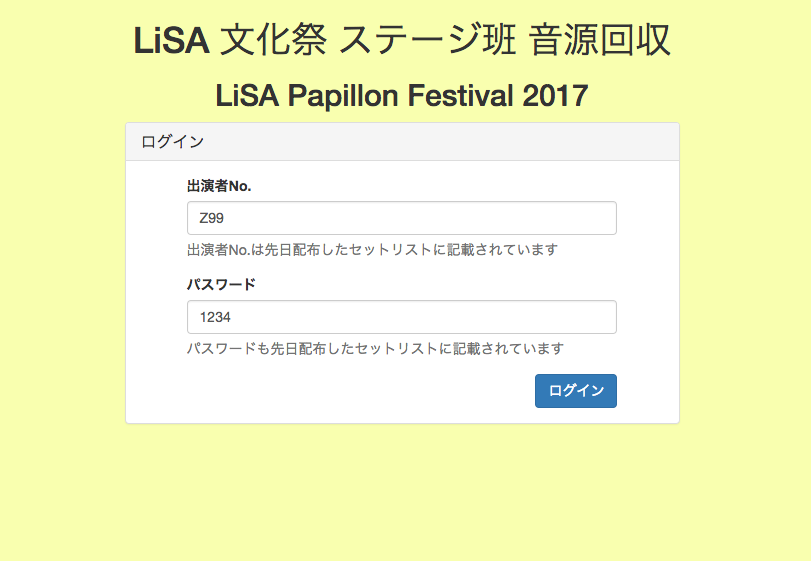 LiSA 文化祭 ステージ班 音源回収
LiSA Papillon Festival 2017
ログイン
出演者No.
Z99
出演者No.は先日配布したセットリストに記載されています
パスワード
1234
パスワードも先日配布したセットリストに記載されています
ログイン